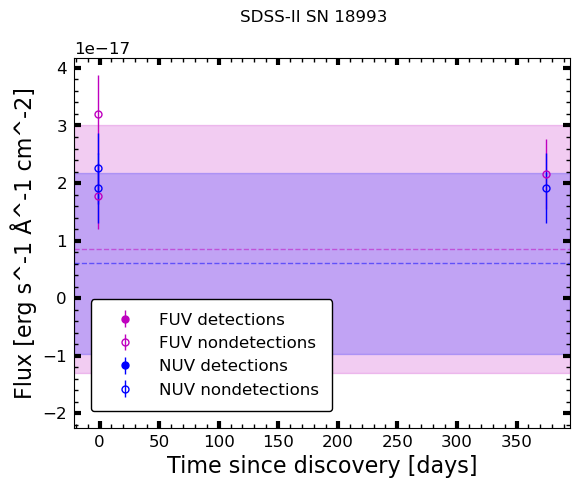 SDSS-II SN 18993
1e−17
4
3
2
1
0
−1
−2
Flux [erg s^-1 Å^-1 cm^-2]
FUV detections
FUV nondetections
NUV detections
NUV nondetections
0 50 100 150 200 250 300 350
Time since discovery [days]